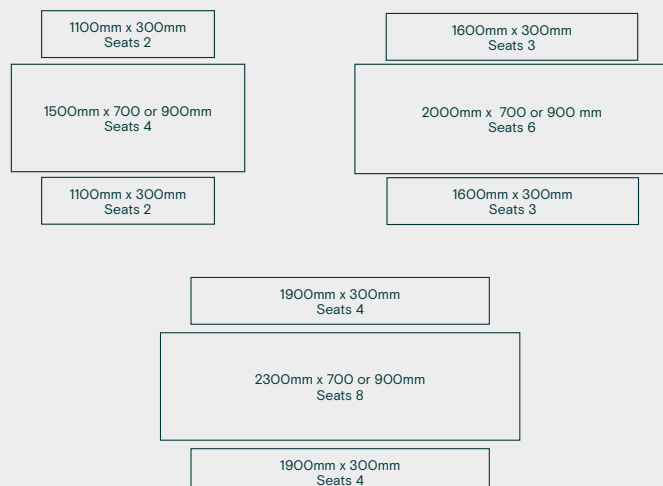 1100mm x 300mm
Seats 2
1500mm x 700 or 900mm
Seats 4
1100mm x 300mm
Seats 2
1600mm x 300mm
Seats 3
2000mm x  700 or 900 mm
Seats 6
1600mm x 300mm
Seats 3
1900mm x 300mm
Seats 4
2300mm x 700 or 900mm
Seats 8
1900mm x 300mm
Seats 4